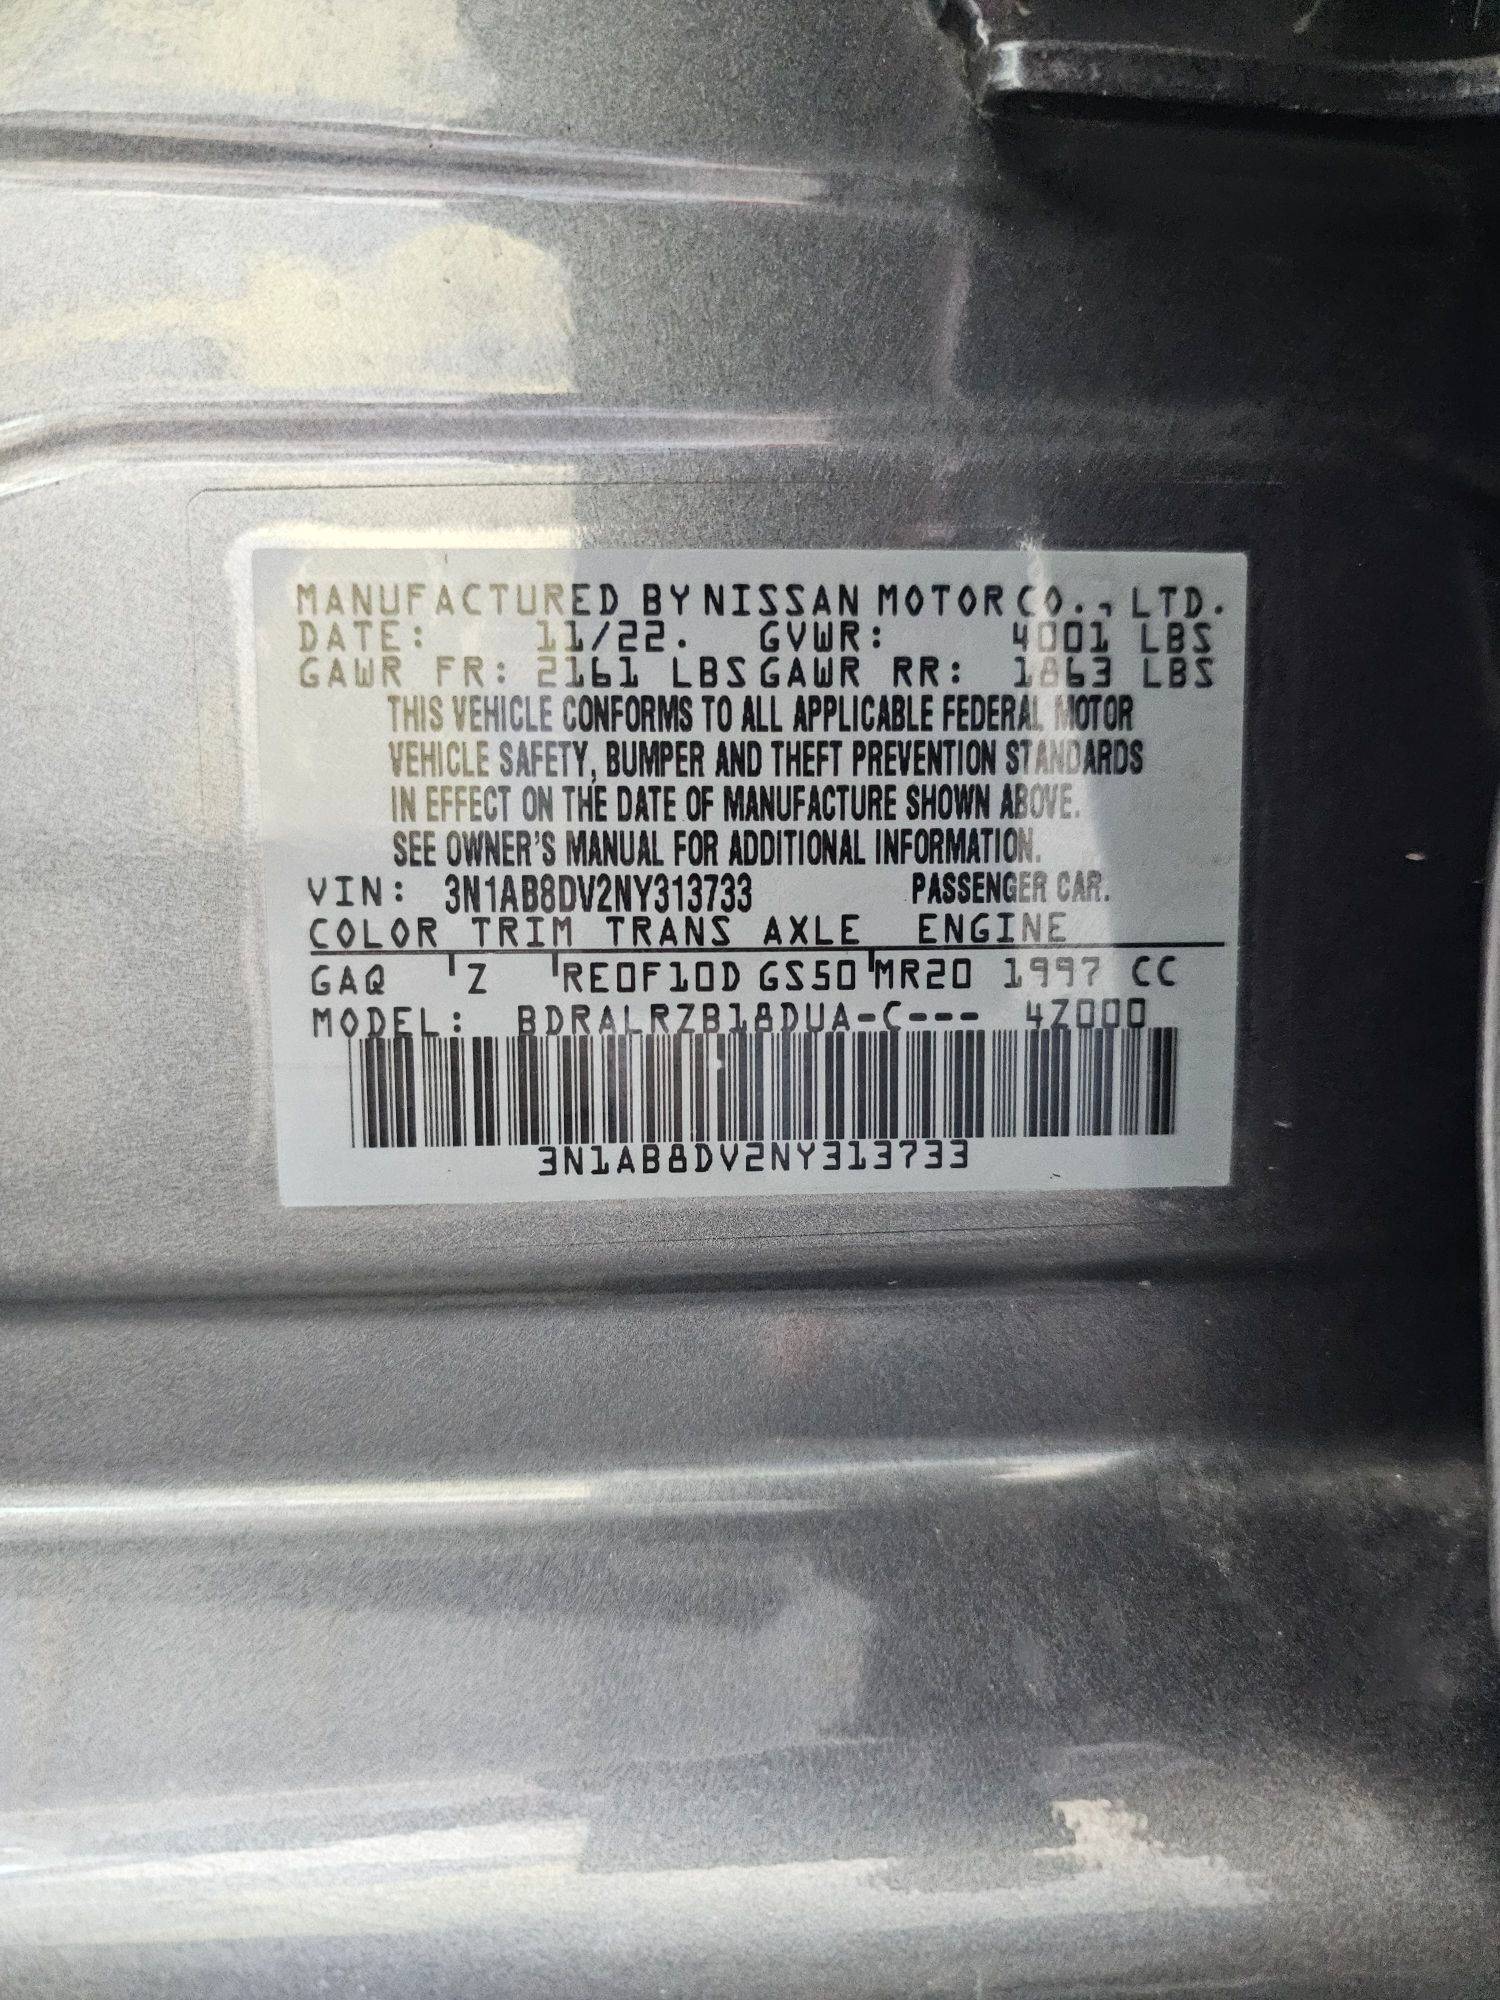 MANUFACTURED BY NISSAN MOTOR CO., LTD.
DATE: 11/22. GVWR: 4001 LBS
GAWR FR: 2161 LBS GAWR RR: 1863 LBS
THIS VEHICLE CONFORMS TO ALL APPLICABLE FEDERAL MOTOR
VEHICLE SAFETY, BUMPER AND THEFT PREVENTION STANDARDS
IN EFFECT ON THE DATE OF MANUFACTURE SHOWN ABOVE.
SEE OWNER'S MANUAL FOR ADDITIONAL INFORMATION.
VIN: 3N1AB8DV2NY313733 PASSENGER CAR.
COLOR TRIM TRANS AXLE ENGINE
GAQ Z RE0F10D GS50 MR20 1997 CC
MODEL: BDRALRZB18DUA-C--- 4Z000
3N1AB8DV2NY313733